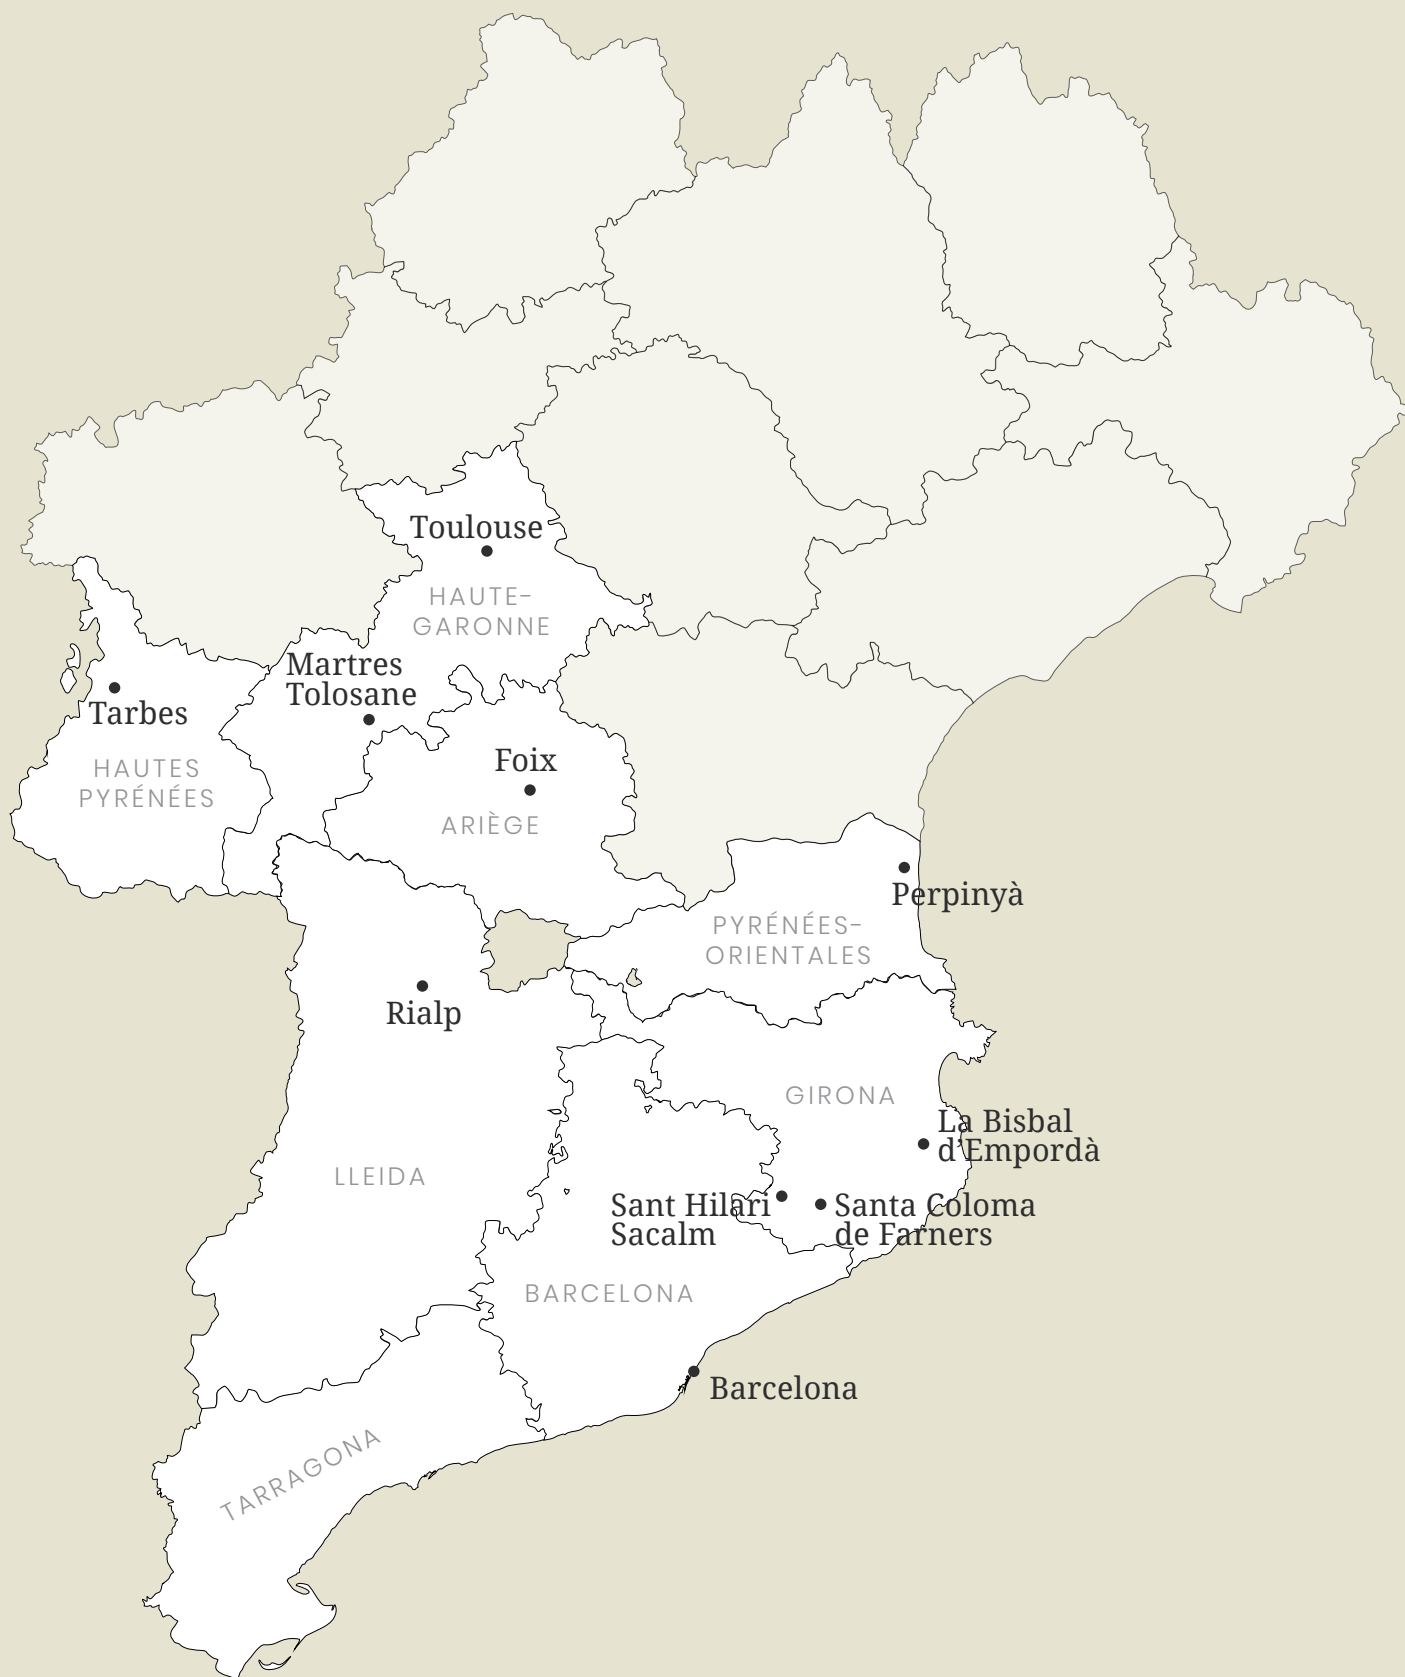 Toulouse
HAUTE-
GARONNE
Martres
Tolosane
Tarbes
HAUTES
PYRÉNÉES
Foix
ARIÈGE
Perpinyà
PYRÉNÉES-
ORIENTALES
Rialp
GIRONA
La Bisbal
d'Empordà
LLEIDA
Sant Hilari
Sacalm
Santa Coloma
de Farners
BARCELONA
Barcelona
TARRAGONA